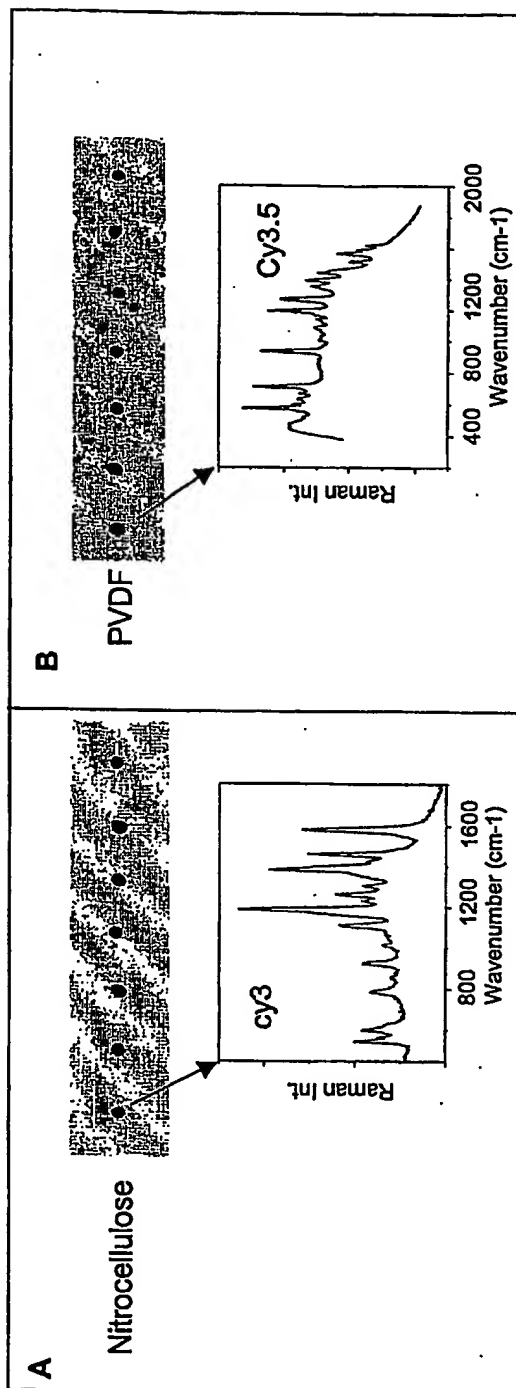 A
Nitrocellulose
cy3
Raman Int.
800 1200 1600
Wavenumber (cm-1)
B
PVDF
Cy3.5
Raman Int.
400 800 1200 2000
Wavenumber (cm-1)